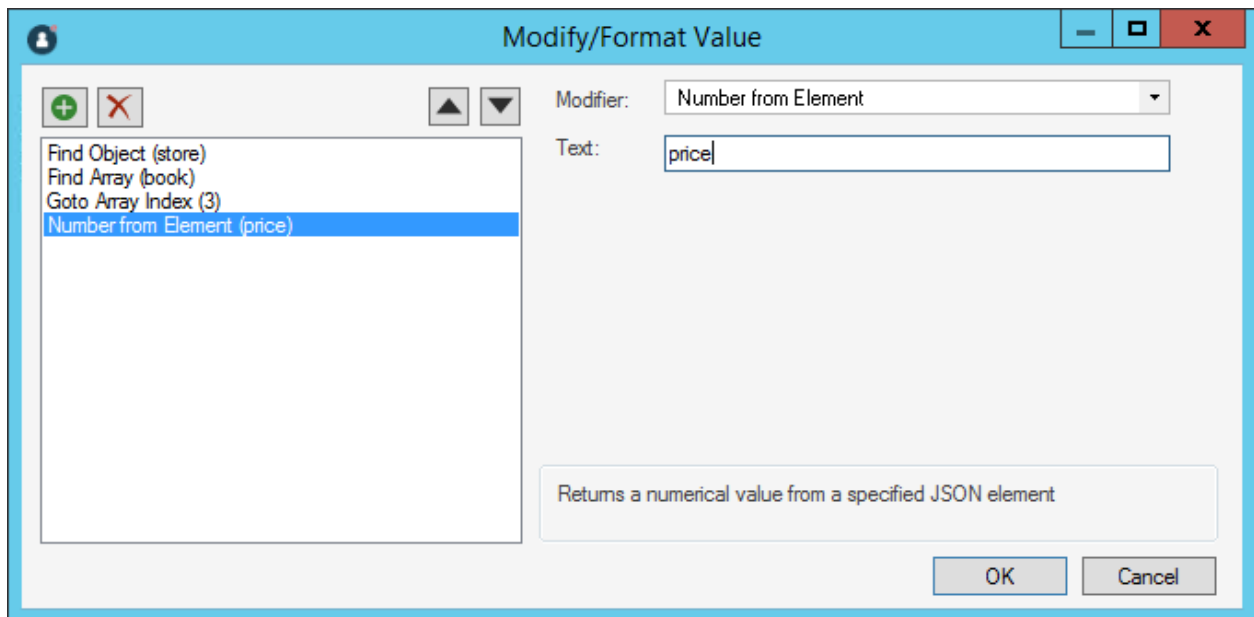 Modify/Format Value
Find Object (store)
Find Array (book)
Goto Array Index (3)
Number from Element (price)
Modifier:
Number from Element
Text:
price
Returns a numerical value from a specified JSON element
OK
Cancel